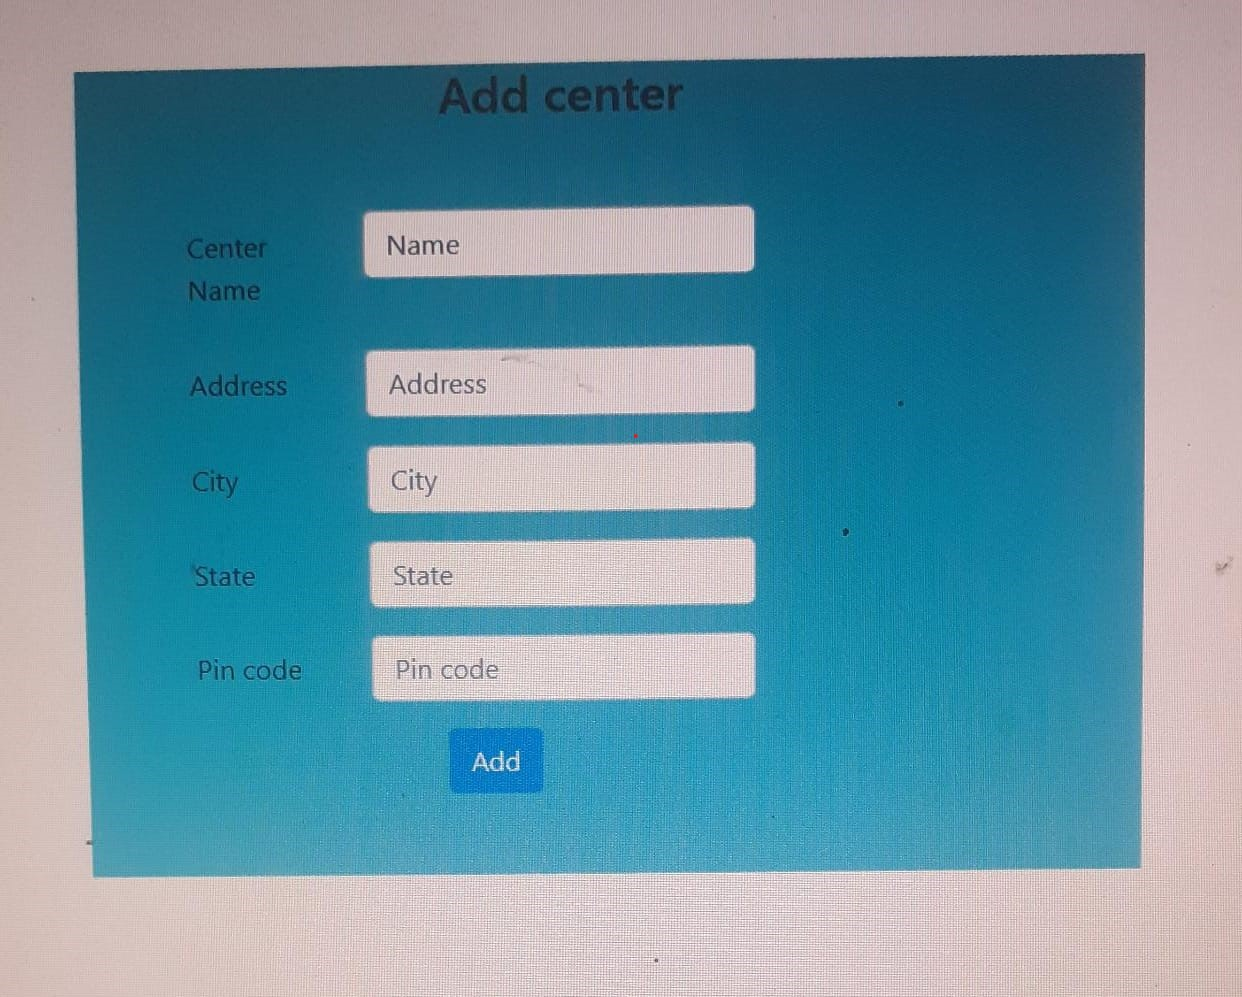 Add center
Center
Name
Name
Address
Address
City
City
State
State
Pin code
Pin code
Add